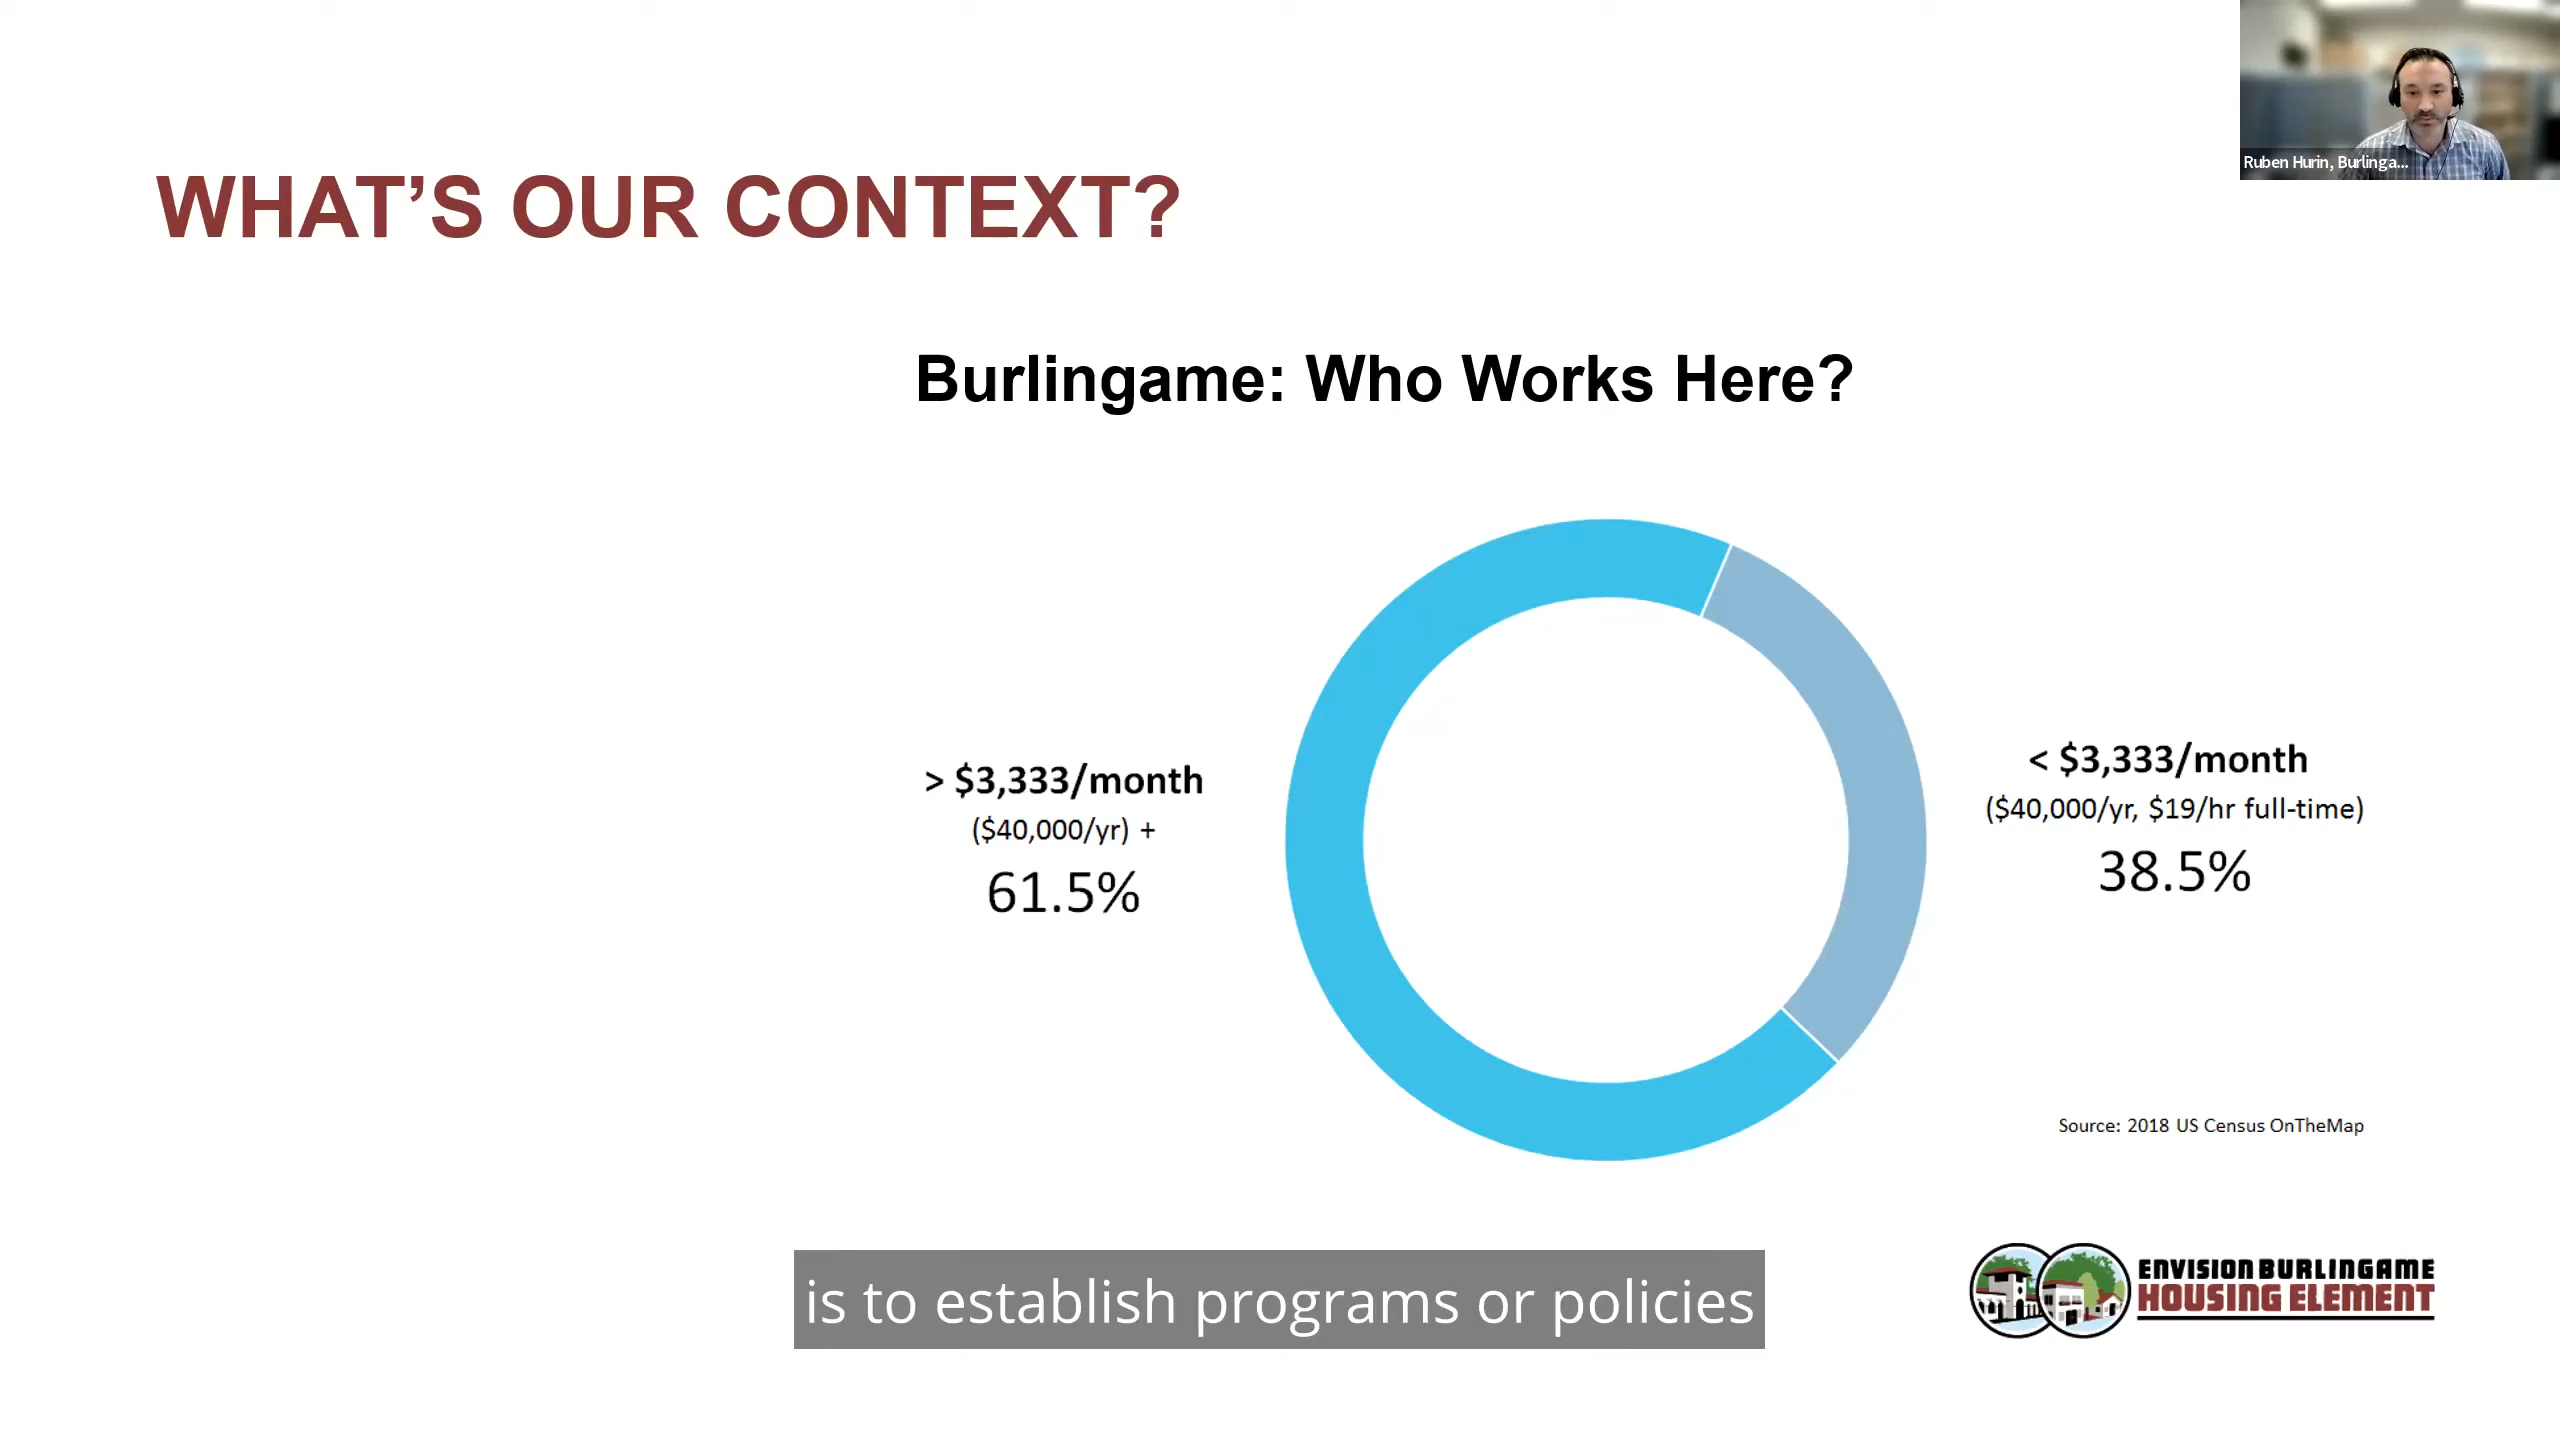 Ruben Hurin, Burlinga...
WHAT’S OUR CONTEXT?
Burlingame: Who Works Here?
> $3,333/month
($40,000/yr) +
61.5%
< $3,333/month
($40,000/yr, $19/hr full-time)
38.5%
Source: 2018 US Census OnTheMap
is to establish programs or policies
ENVISION BURLINGAME
HOUSING ELEMENT